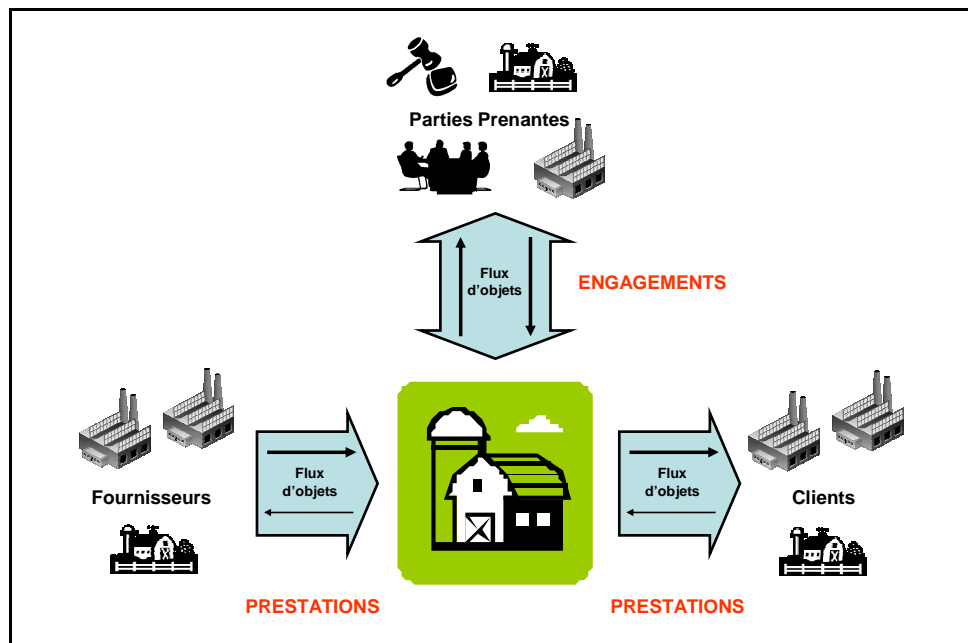 Parties Prenantes
Flux
d'objets
ENGAGEMENTS
Flux
d'objets
Fournisseurs
PRESTATIONS
Flux
d'objets
Clients
PRESTATIONS